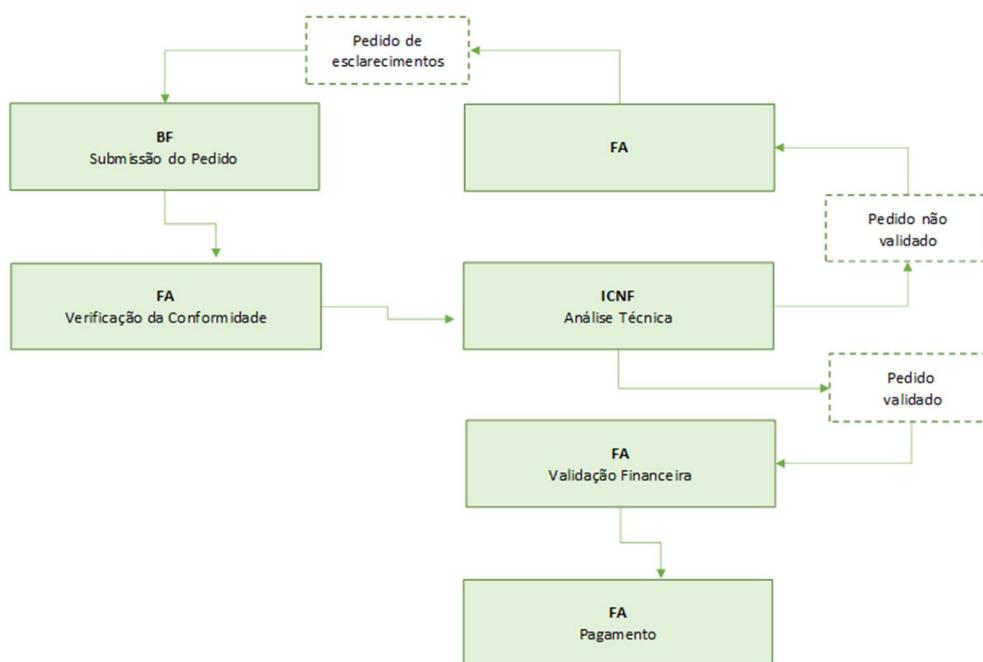 Pedido de
esclarecimentos
BF
Submissão do Pedido
FA
Pedido não
validado
FA
Verificação da Conformidade
ICNF
Análise Técnica
Pedido
validado
FA
Validação Financeira
FA
Pagamento